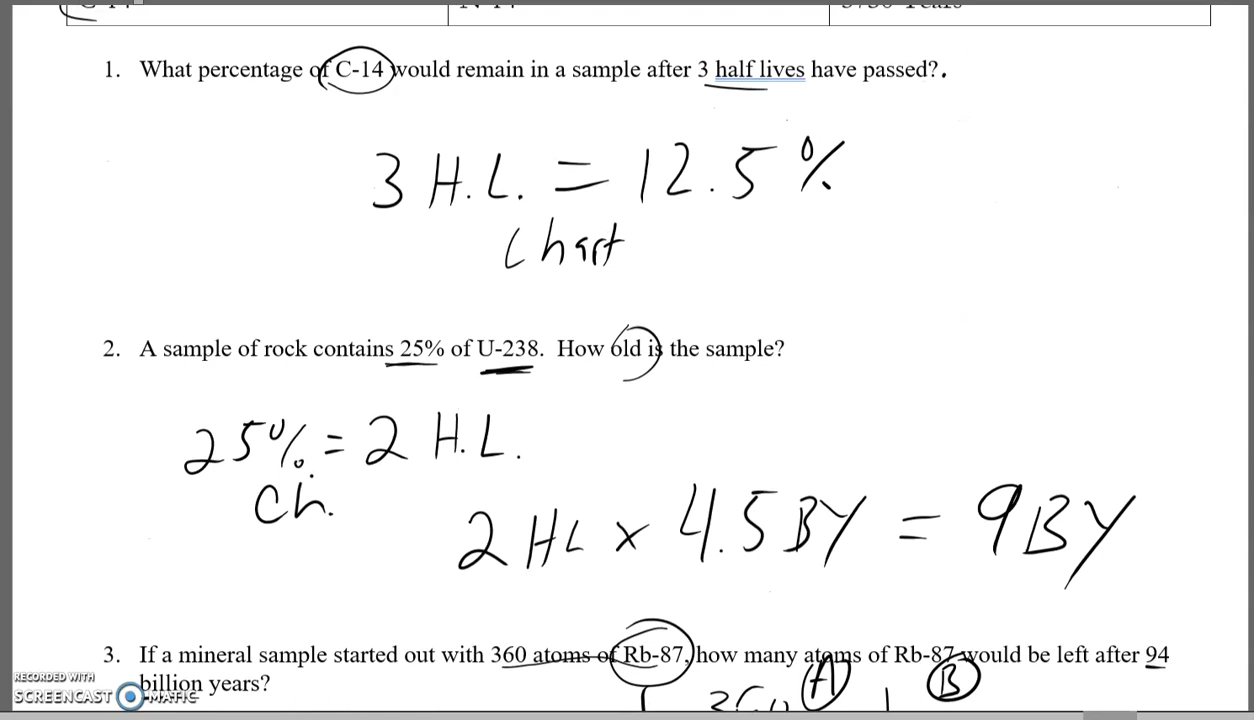 1. What percentage of C-14 would remain in a sample after 3 half lives have passed?.
3 H.L. = 12.5 %
Chart
2. A sample of rock contains 25% of U-238. How old is the sample?
25% = 2 H.L.
Ch.
2 HL x 4.5 BY = 9 BY
3. If a mineral sample started out with 360 atoms of Rb-87, how many atoms of Rb-87 would be left after 94
billion years?
A B
RECORDED WITH
SCREENCAST-O-MATIC